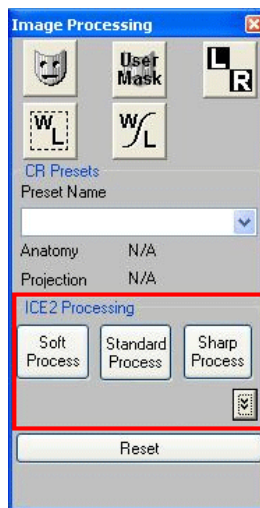 Image Processing
User
Mask
L
R
W
L
W/L
CR Presets
Preset Name
Anatomy N/A
Projection N/A
ICE2 Processing
Soft
Process
Standard
Process
Sharp
Process
Reset